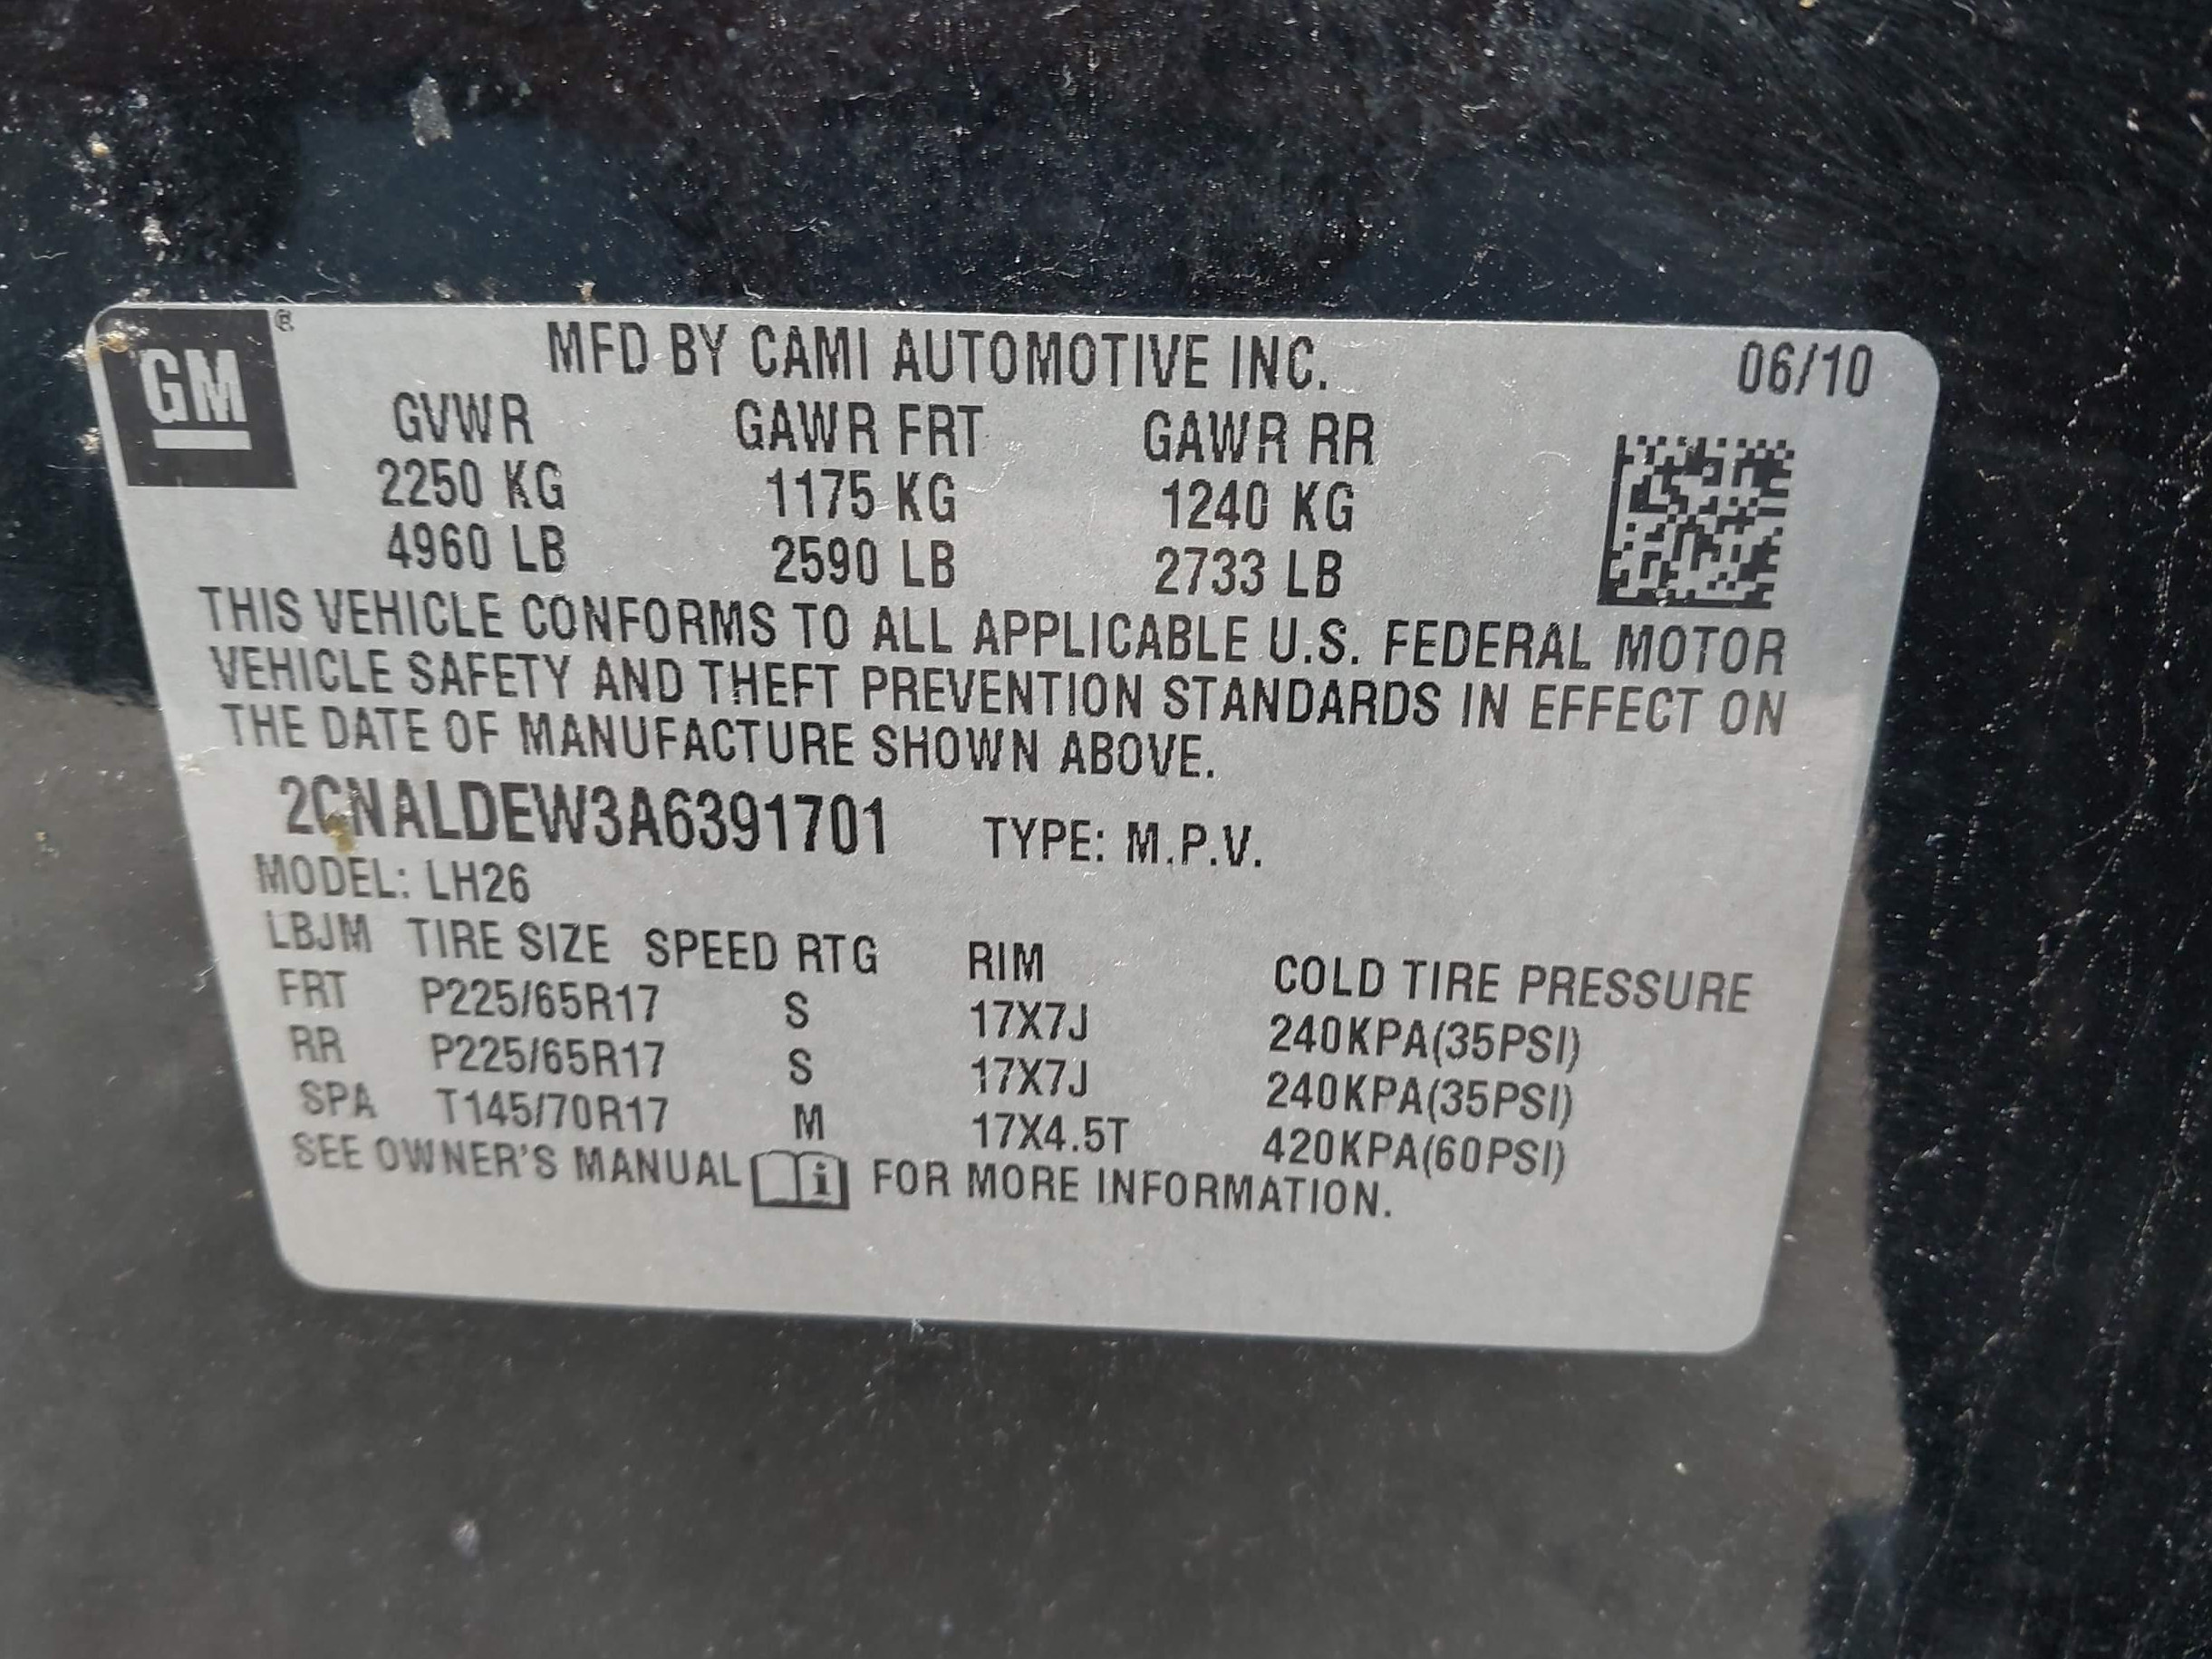 GM ® MFD BY CAMI AUTOMOTIVE INC. 06/10
GVWR GAWR FRT GAWR RR
2250 KG 1175 KG 1240 KG
4960 LB 2590 LB 2733 LB
THIS VEHICLE CONFORMS TO ALL APPLICABLE U.S. FEDERAL MOTOR
VEHICLE SAFETY AND THEFT PREVENTION STANDARDS IN EFFECT ON
THE DATE OF MANUFACTURE SHOWN ABOVE.
2CNALDEW3A6391701 TYPE: M.P.V.
MODEL: LH26
LBJM TIRE SIZE SPEED RTG RIM COLD TIRE PRESSURE
FRT P225/65R17 S 17X7J 240KPA(35PSI)
RR P225/65R17 S 17X7J 240KPA(35PSI)
SPA T145/70R17 M 17X4.5T 420KPA(60PSI)
SEE OWNER'S MANUAL i FOR MORE INFORMATION.